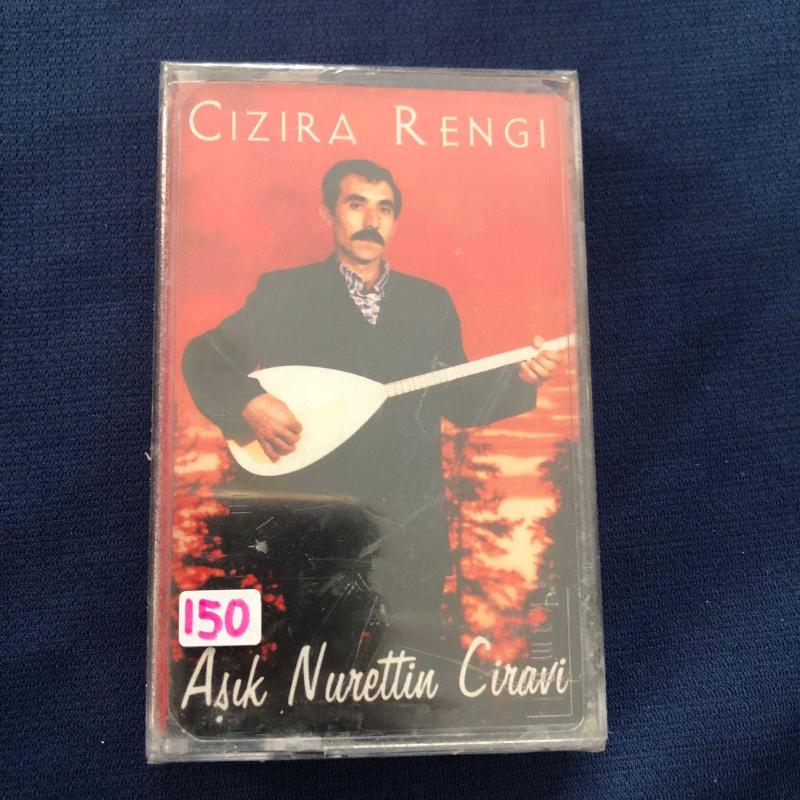 CIZIRA RENGI
150
Aşık Nurettin Ciravi